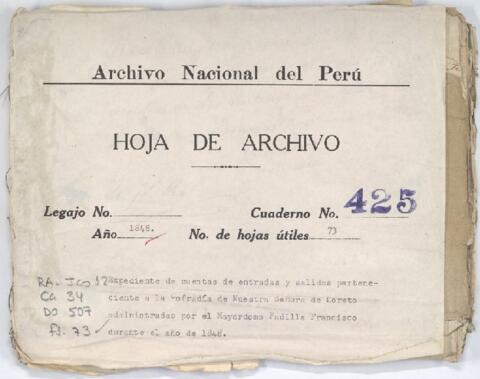 Archivo Nacional del Perú
HOJA DE ARCHIVO
Legajo No. Cuaderno No. 425
Año 1848. No. de hojas útiles 73
RA. JCO 12
Ca 34
DO 507
fl. 73
Expediente de cuentas de entradas y salidas partene-
ciente a la Cofradía de Nuestra Señora de Loreto
administradas por el Mayordomo Padilla Francisco
durante el año de 1848.